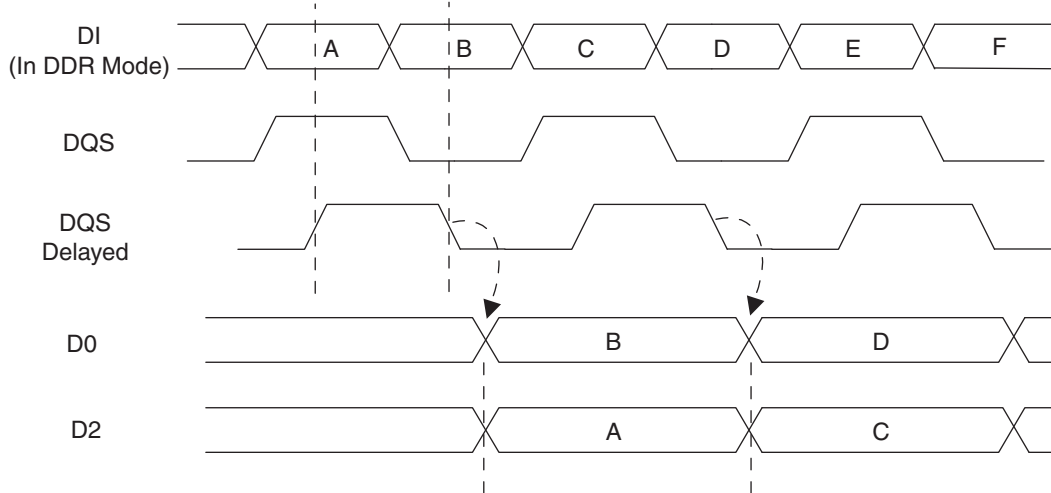 DI
(In DDR Mode)
A B C D E F
DQS
DQS
Delayed
D0
B D
D2
A C